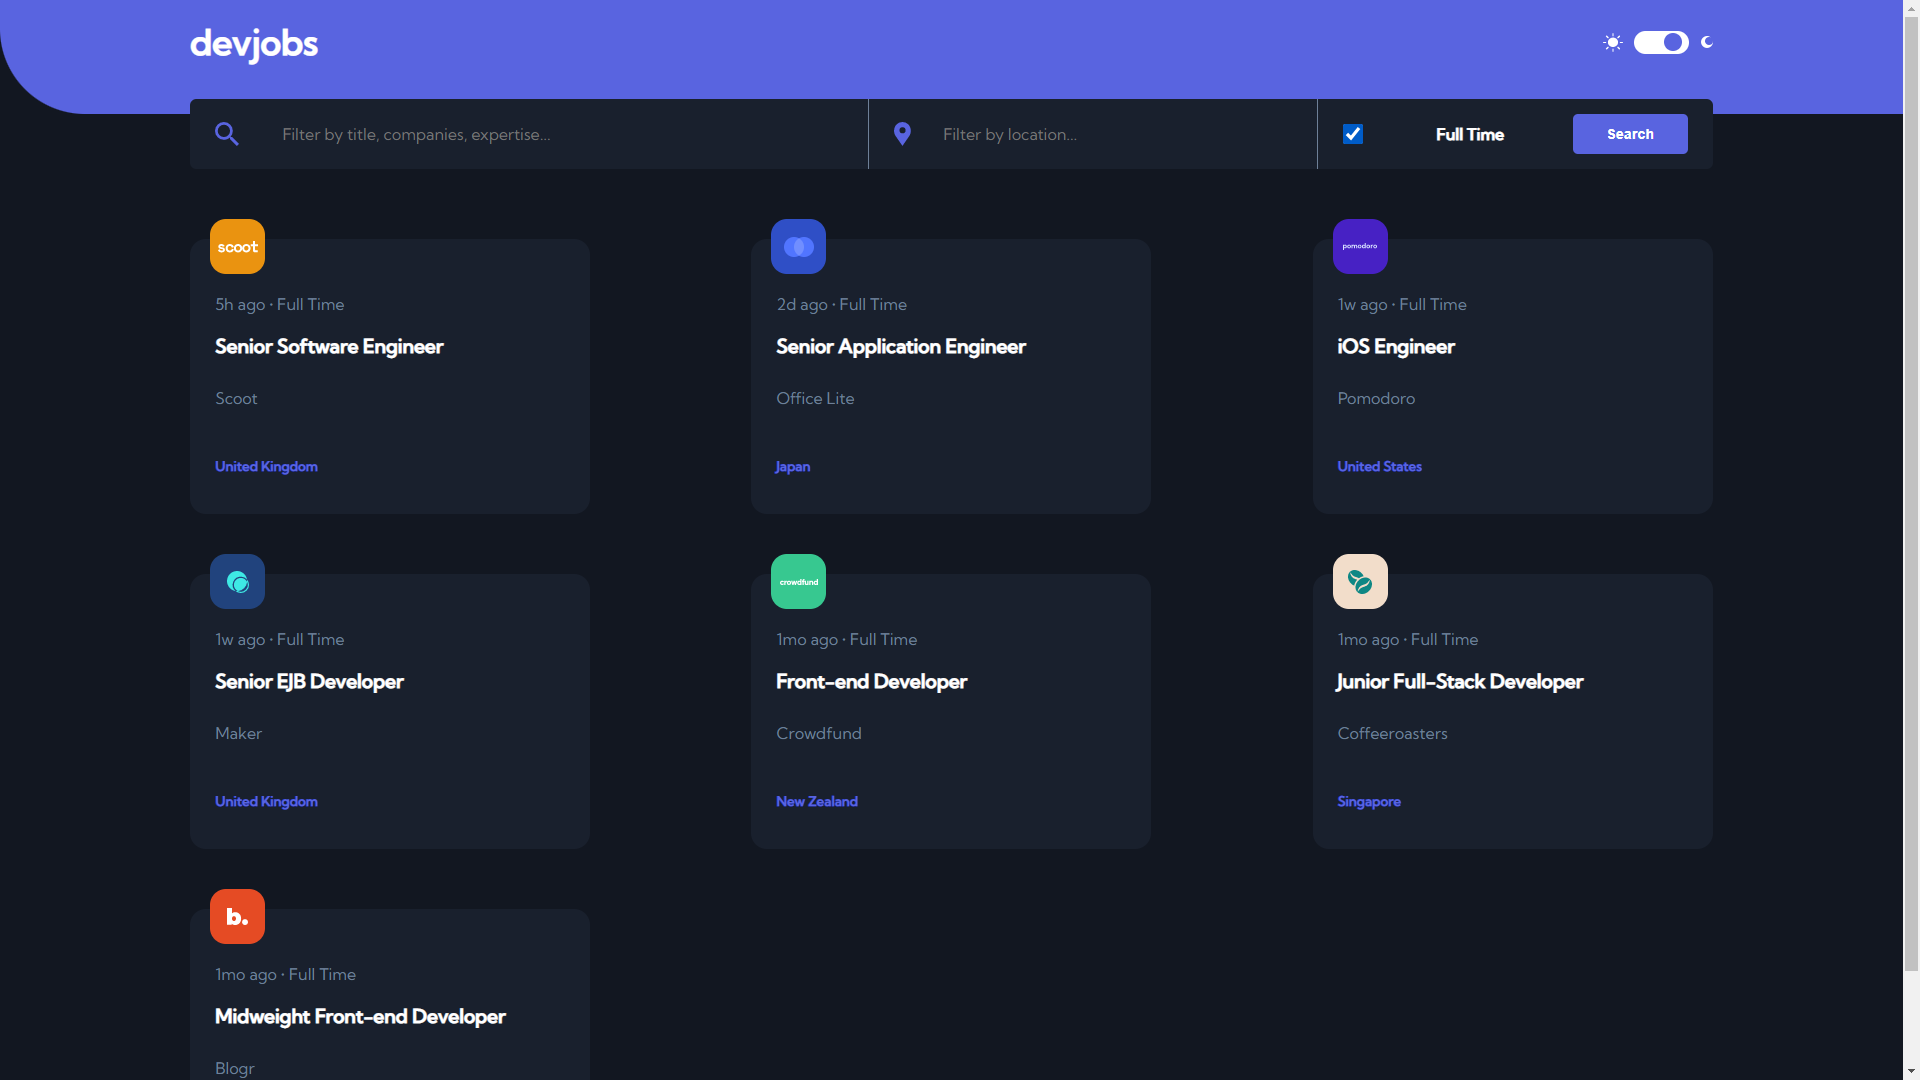 devjobs
Filter by title, companies, expertise...
Filter by location...
Full Time
Search
scoot
5h ago · Full Time
Senior Software Engineer
Scoot
United Kingdom
2d ago · Full Time
Senior Application Engineer
Office Lite
Japan
pomodoro
1w ago · Full Time
iOS Engineer
Pomodoro
United States
1w ago · Full Time
Senior EJB Developer
Maker
United Kingdom
crowdfund
1mo ago · Full Time
Front-end Developer
Crowdfund
New Zealand
1mo ago · Full Time
Junior Full-Stack Developer
Coffeeroasters
Singapore
b.
1mo ago · Full Time
Midweight Front-end Developer
Blogr